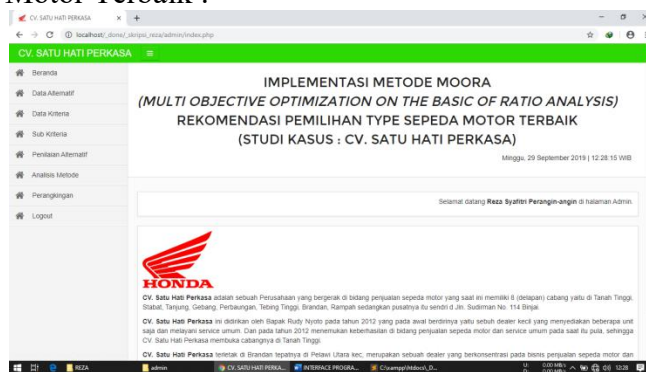 Motor Terbaik .
CV. SATU HATI PERKASA
localhost/_done/_skripsi_reza/admin/index.php
CV. SATU HATI PERKASA
Beranda
Data Alternatif
Data Kriteria
Sub Kriteria
Penilaian Alternatif
Analisis Metode
Perangkingan
Logout
IMPLEMENTASI METODE MOORA
(MULTI OBJECTIVE OPTIMIZATION ON THE BASIC OF RATIO ANALYSIS)
REKOMENDASI PEMILIHAN TYPE SEPEDA MOTOR TERBAIK
(STUDI KASUS : CV. SATU HATI PERKASA)
Minggu, 29 September 2019 | 12:28:15 WIB
Selamat datang Reza Syafitri Perangin-angin di halaman Admin.
HONDA
CV. Satu Hati Perkasa adalah sebuah Perusahaan yang bergerak di bidang penjualan sepeda motor yang saat ini memiliki 8 (delapan) cabang yaitu di Tanah Tinggi,
Stabat, Tanjung, Gebang, Perbaungan, Tebing Tinggi, Brandan, Rampah sedangkan pusatnya itu sendri d Jln. Sudirman No. 114 Binjai.
CV. Satu Hati Perkasa ini didirikan oleh Bapak Rudy Nyoto pada tahun 2012 yang pada awal berdirinya yaitu sebuah dealer kecil yang menyediakan beberapa unit
saja dan melayani service umum. Dan pada tahun 2012 menemukan keberhasilan di bidang penjualan sepeda motor dan service umum pada saat itu pula, sehingga
CV. Satu Hati Perkasa membuka cabangnya di Tanah Tinggi.
CV. Satu Hati Perkasa terletak di Brandan tepatnya di Pelawi Utara kec. merupakan sebuah dealer yang berkonsentrasi pada bisnis penjualan sepeda motor dan
REZA
admin
CV. SATU HATI PERKA...
INTERFACE PROGRA...
C:\xampp\htdocs\_D...
U: 0.00 MB/s
D: 0.00 MB/s
12:28